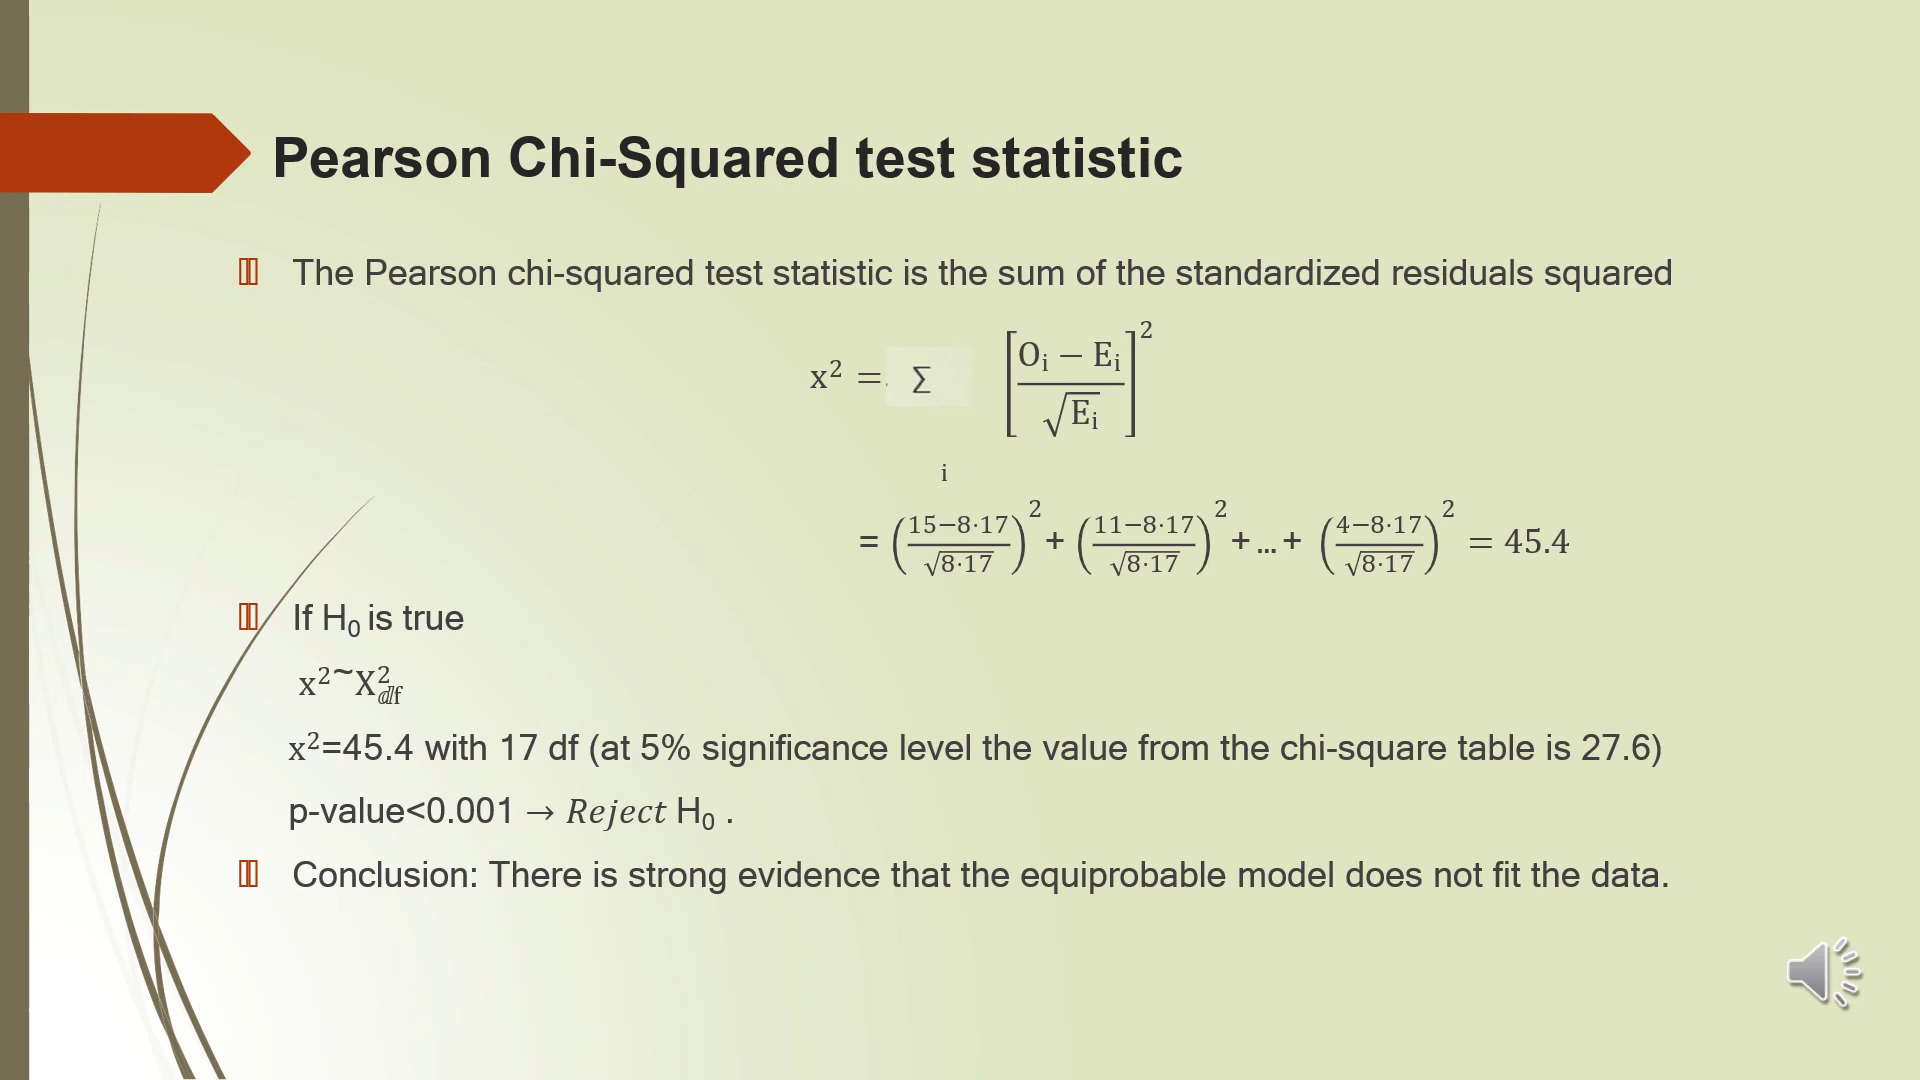 Pearson Chi-Squared test statistic
The Pearson chi-squared test statistic is the sum of the standardized residuals squared
x² = ∑ [(Oᵢ − Eᵢ)/√Eᵢ]²
i
= ((15−8·17)/√8·17)² + ((11−8·17)/√8·17)² + ... + ((4−8·17)/√8·17)² = 45.4
If H₀ is true
x²~X²df
x²=45.4 with 17 df (at 5% significance level the value from the chi-square table is 27.6)
p-value<0.001 → Reject H₀ .
Conclusion: There is strong evidence that the equiprobable model does not fit the data.